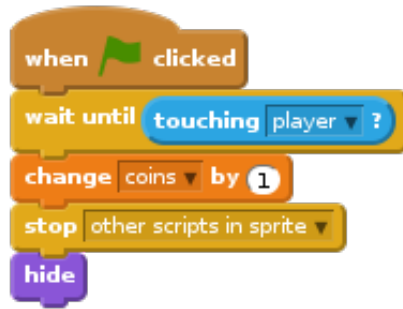 when clicked
wait until touching player ?
change coins by 1
stop other scripts in sprite
hide